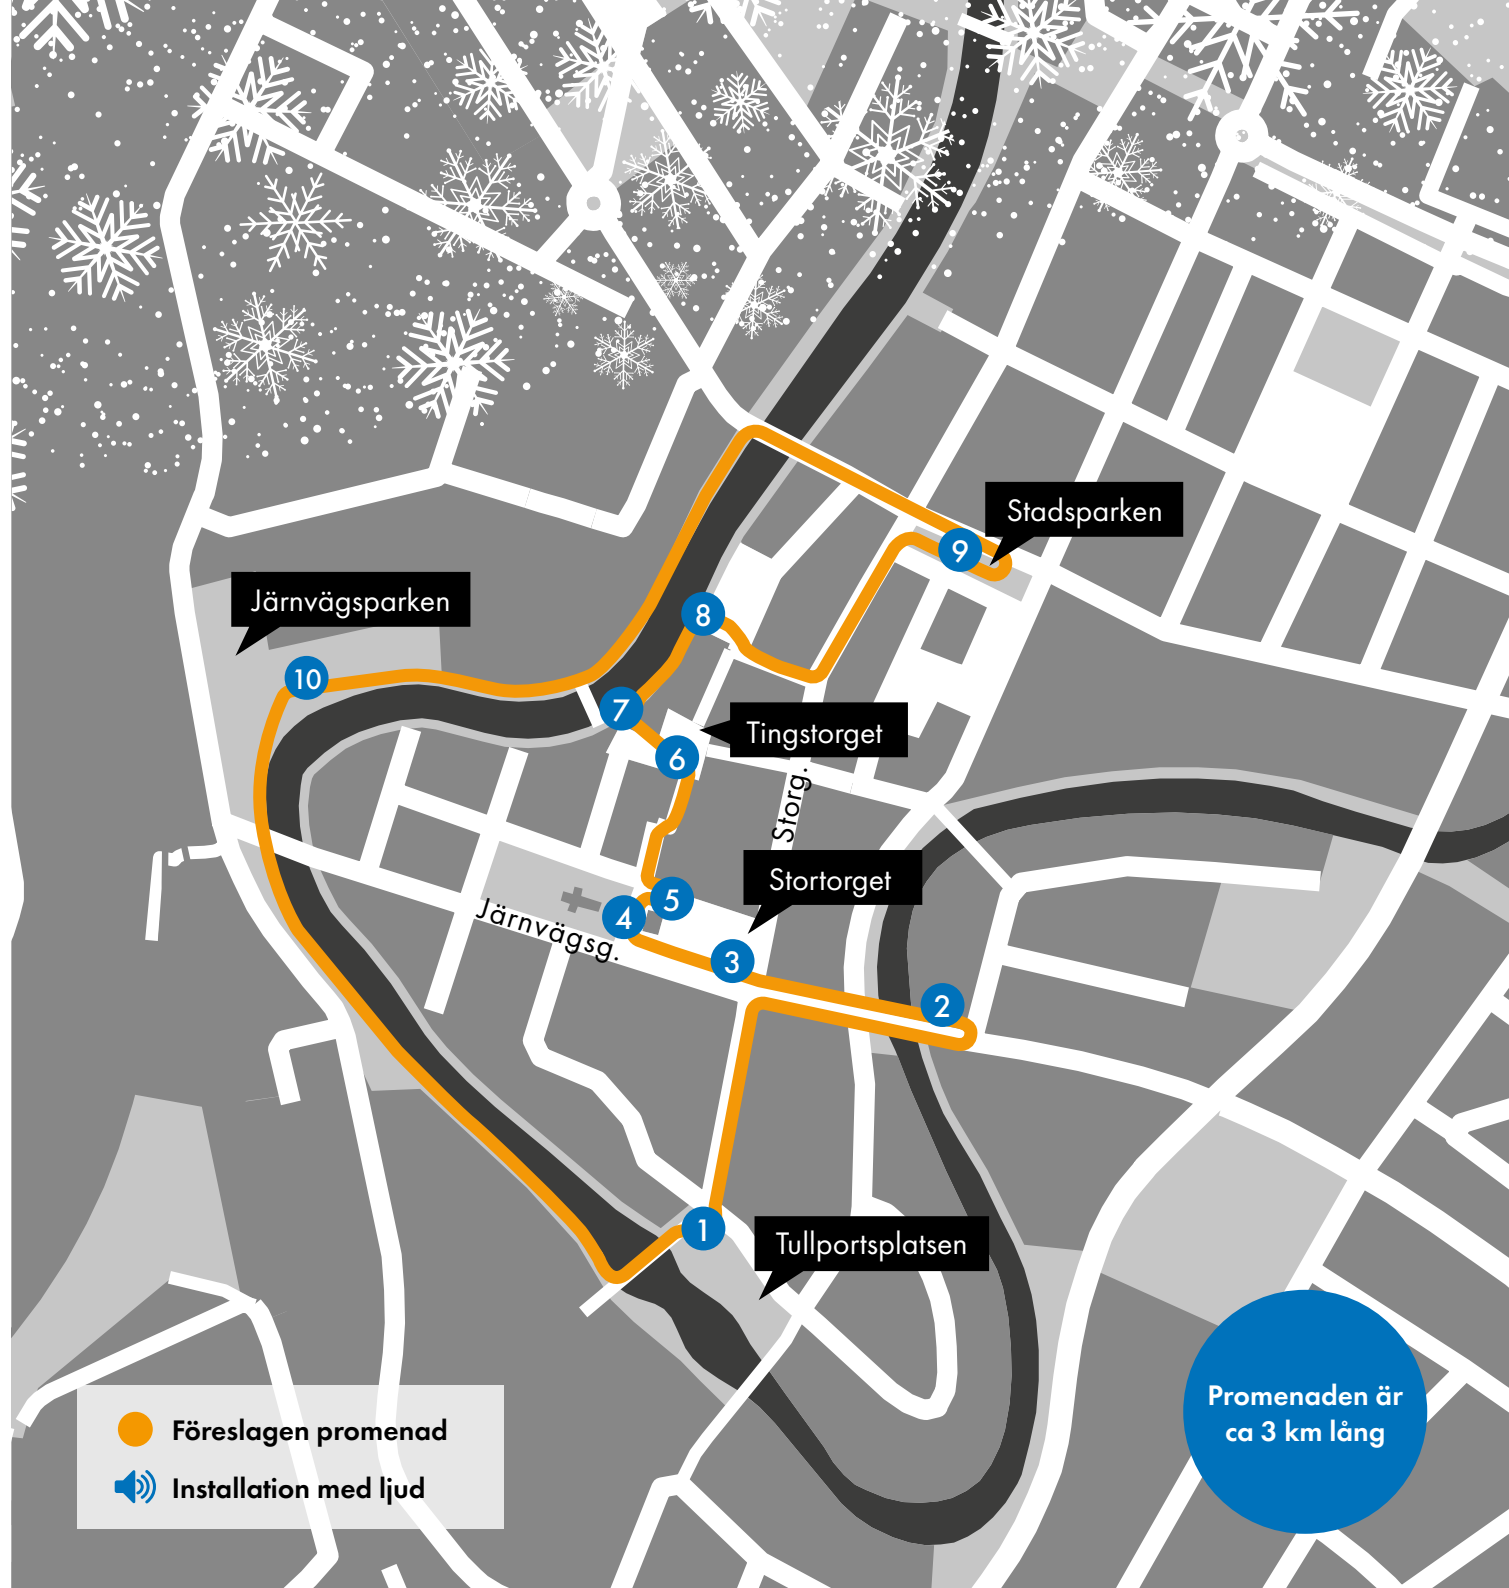 Stadsparken
9
Järnvägsparken
8
10
7
Tingstorget
6
Storg.
Stortorget
5
4
Järnvägsg.
3
2
1
Tullportsplatsen
Promenaden är
ca 3 km lång
Föreslagen promenad
Installation med ljud